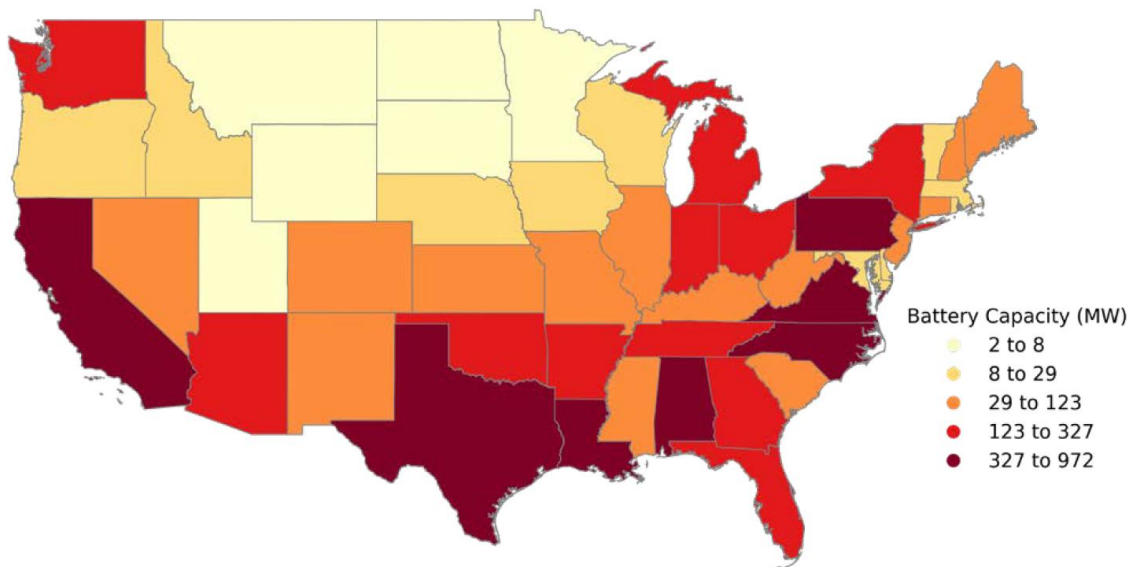 Battery Capacity (MW)
2 to 8
8 to 29
29 to 123
123 to 327
327 to 972